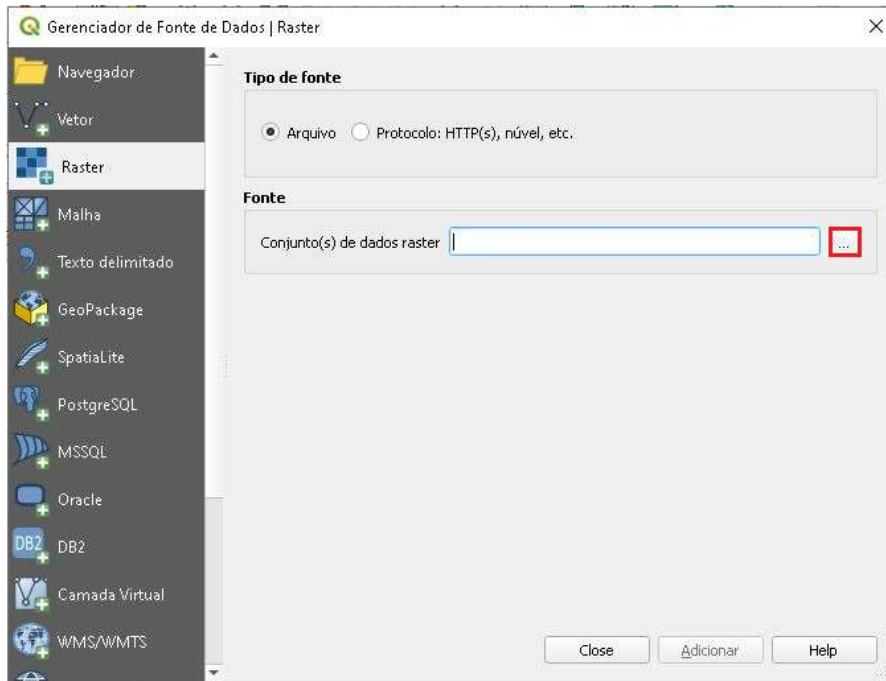 Gerenciador de Fonte de Dados | Raster
Navegador
Vetor
Raster
Malha
Texto delimitado
GeoPackage
SpatiaLite
PostgreSQL
MSSQL
Oracle
DB2 DB2
Camada Virtual
WMS/WMTS
Tipo de fonte
Arquivo Protocolo: HTTP(s), núvel, etc.
Fonte
Conjunto(s) de dados raster ...
Close Adicionar Help